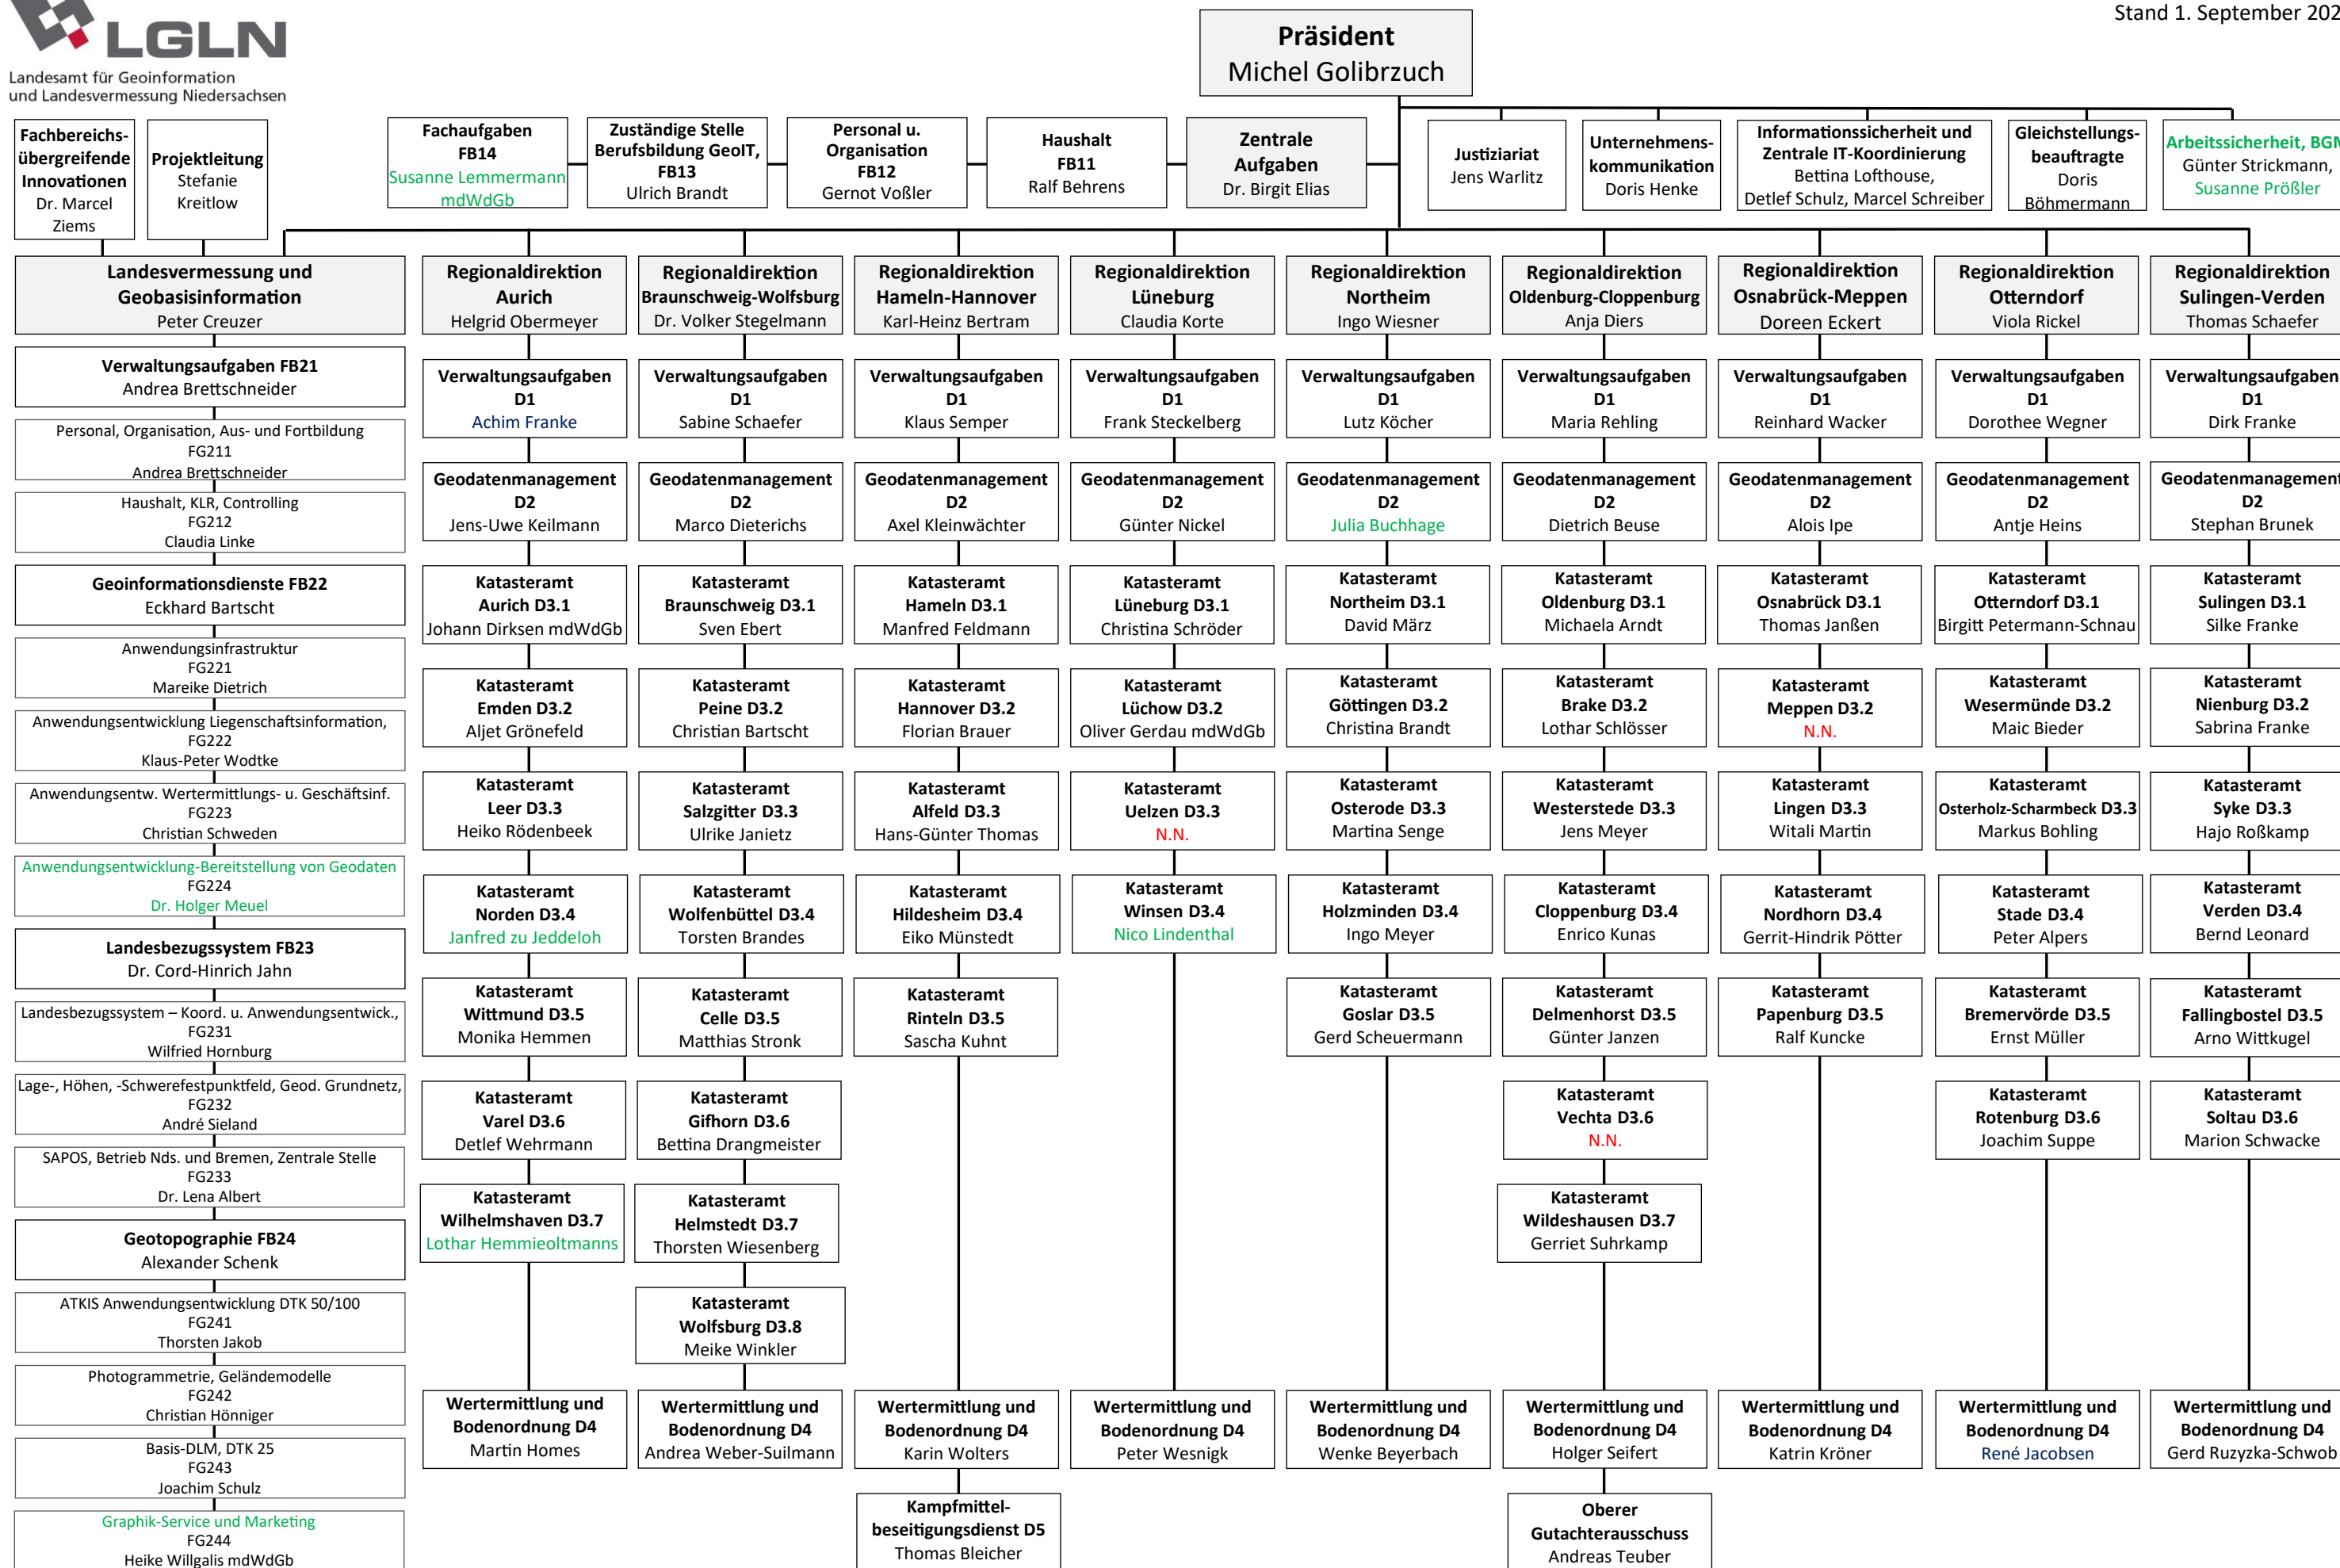 LGLN
Landesamt für Geoinformation
und Landesvermessung Niedersachsen
Stand 1. September 202
Präsident
Michel Golibrzuch
Fachbereichs-
übergreifende
Innovationen
Dr. Marcel
Ziems
Projektleitung
Stefanie
Kreitlow
Fachaufgaben
FB14
Susanne Lemmermann
mdWdGb
Zuständige Stelle
Berufsbildung GeoIT,
FB13
Ulrich Brandt
Personal u.
Organisation
FB12
Gernot Voßler
Haushalt
FB11
Ralf Behrens
Zentrale
Aufgaben
Dr. Birgit Elias
Justiziariat
Jens Warlitz
Unternehmens-
kommunikation
Doris Henke
Informationssicherheit und
Zentrale IT-Koordinierung
Bettina Lofthouse,
Detlef Schulz, Marcel Schreiber
Gleichstellungs-
beauftragte
Doris
Böhmermann
Arbeitssicherheit, BGM
Günter Strickmann,
Susanne Prößler
Landesvermessung und
Geobasisinformation
Peter Creuzer
Verwaltungsaufgaben FB21
Andrea Brettschneider
Personal, Organisation, Aus- und Fortbildung
FG211
Andrea Brettschneider
Haushalt, KLR, Controlling
FG212
Claudia Linke
Geoinformationsdienste FB22
Eckhard Bartscht
Anwendungsinfrastruktur
FG221
Mareike Dietrich
Anwendungsentwicklung Liegenschaftsinformation,
FG222
Klaus-Peter Wodtke
Anwendungsentw. Wertermittlungs- u. Geschäftsinf.
FG223
Christian Schweden
Anwendungsentwicklung-Bereitstellung von Geodaten
FG224
Dr. Holger Meuel
Landesbezugssystem FB23
Dr. Cord-Hinrich Jahn
Landesbezugssystem – Koord. u. Anwendungsentwick.,
FG231
Wilfried Hornburg
Lage-, Höhen, -Schwerefestpunktfeld, Geod. Grundnetz,
FG232
André Sieland
SAPOS, Betrieb Nds. und Bremen, Zentrale Stelle
FG233
Dr. Lena Albert
Geotopographie FB24
Alexander Schenk
ATKIS Anwendungsentwicklung DTK 50/100
FG241
Thorsten Jakob
Photogrammetrie, Geländemodelle
FG242
Christian Hönniger
Basis-DLM, DTK 25
FG243
Joachim Schulz
Graphik-Service und Marketing
FG244
Heike Willgalis mdWdGb
Regionaldirektion
Aurich
Helgrid Obermeyer
Verwaltungsaufgaben
D1
Achim Franke
Geodatenmanagement
D2
Jens-Uwe Keilmann
Katasteramt
Aurich D3.1
Johann Dirksen mdWdGb
Katasteramt
Emden D3.2
Aljet Grönefeld
Katasteramt
Leer D3.3
Heiko Rödenbeek
Katasteramt
Norden D3.4
Janfred zu Jeddeloh
Katasteramt
Wittmund D3.5
Monika Hemmen
Katasteramt
Varel D3.6
Detlef Wehrmann
Katasteramt
Wilhelmshaven D3.7
Lothar Hemmieoltmanns
Wertermittlung und
Bodenordnung D4
Martin Homes
Regionaldirektion
Braunschweig-Wolfsburg
Dr. Volker Stegelmann
Verwaltungsaufgaben
D1
Sabine Schaefer
Geodatenmanagement
D2
Marco Dieterichs
Katasteramt
Braunschweig D3.1
Sven Ebert
Katasteramt
Peine D3.2
Christian Bartscht
Katasteramt
Salzgitter D3.3
Ulrike Janietz
Katasteramt
Wolfenbüttel D3.4
Torsten Brandes
Katasteramt
Celle D3.5
Matthias Stronk
Katasteramt
Gifhorn D3.6
Bettina Drangmeister
Katasteramt
Helmstedt D3.7
Thorsten Wiesenberg
Katasteramt
Wolfsburg D3.8
Meike Winkler
Wertermittlung und
Bodenordnung D4
Andrea Weber-Suilmann
Regionaldirektion
Hameln-Hannover
Karl-Heinz Bertram
Verwaltungsaufgaben
D1
Klaus Semper
Geodatenmanagement
D2
Axel Kleinwächter
Katasteramt
Hameln D3.1
Manfred Feldmann
Katasteramt
Hannover D3.2
Florian Brauer
Katasteramt
Alfeld D3.3
Hans-Günter Thomas
Katasteramt
Hildesheim D3.4
Eiko Münstedt
Katasteramt
Rinteln D3.5
Sascha Kuhnt
Wertermittlung und
Bodenordnung D4
Karin Wolters
Kampfmittel-
beseitigungsdienst D5
Thomas Bleicher
Regionaldirektion
Lüneburg
Claudia Korte
Verwaltungsaufgaben
D1
Frank Steckelberg
Geodatenmanagement
D2
Günter Nickel
Katasteramt
Lüneburg D3.1
Christina Schröder
Katasteramt
Lüchow D3.2
Oliver Gerdau mdWdGb
Katasteramt
Uelzen D3.3
N.N.
Katasteramt
Winsen D3.4
Nico Lindenthal
Wertermittlung und
Bodenordnung D4
Peter Wesnigk
Regionaldirektion
Northeim
Ingo Wiesner
Verwaltungsaufgaben
D1
Lutz Köcher
Geodatenmanagement
D2
Julia Buchhage
Katasteramt
Northeim D3.1
David März
Katasteramt
Göttingen D3.2
Christina Brandt
Katasteramt
Osterode D3.3
Martina Senge
Katasteramt
Holzminden D3.4
Ingo Meyer
Katasteramt
Goslar D3.5
Gerd Scheuermann
Wertermittlung und
Bodenordnung D4
Wenke Beyerbach
Regionaldirektion
Oldenburg-Cloppenburg
Anja Diers
Verwaltungsaufgaben
D1
Maria Rehling
Geodatenmanagement
D2
Dietrich Beuse
Katasteramt
Oldenburg D3.1
Michaela Arndt
Katasteramt
Brake D3.2
Lothar Schlösser
Katasteramt
Westerstede D3.3
Jens Meyer
Katasteramt
Cloppenburg D3.4
Enrico Kunas
Katasteramt
Delmenhorst D3.5
Günter Janzen
Katasteramt
Vechta D3.6
N.N.
Katasteramt
Wildeshausen D3.7
Gerriet Suhrkamp
Wertermittlung und
Bodenordnung D4
Holger Seifert
Oberer
Gutachterausschuss
Andreas Teuber
Regionaldirektion
Osnabrück-Meppen
Doreen Eckert
Verwaltungsaufgaben
D1
Reinhard Wacker
Geodatenmanagement
D2
Alois Ipe
Katasteramt
Osnabrück D3.1
Thomas Janßen
Katasteramt
Meppen D3.2
N.N.
Katasteramt
Lingen D3.3
Witali Martin
Katasteramt
Nordhorn D3.4
Gerrit-Hindrik Pötter
Katasteramt
Papenburg D3.5
Ralf Kuncke
Wertermittlung und
Bodenordnung D4
Katrin Kröner
Regionaldirektion
Otterndorf
Viola Rickel
Verwaltungsaufgaben
D1
Dorothee Wegner
Geodatenmanagement
D2
Antje Heins
Katasteramt
Otterndorf D3.1
Birgitt Petermann-Schnau
Katasteramt
Wesermünde D3.2
Maic Bieder
Katasteramt
Osterholz-Scharmbeck D3.3
Markus Bohling
Katasteramt
Stade D3.4
Peter Alpers
Katasteramt
Bremervörde D3.5
Ernst Müller
Katasteramt
Rotenburg D3.6
Joachim Suppe
Wertermittlung und
Bodenordnung D4
René Jacobsen
Regionaldirektion
Sulingen-Verden
Thomas Schaefer
Verwaltungsaufgaben
D1
Dirk Franke
Geodatenmanagement
D2
Stephan Brunek
Katasteramt
Sulingen D3.1
Silke Franke
Katasteramt
Nienburg D3.2
Sabrina Franke
Katasteramt
Syke D3.3
Hajo Roßkamp
Katasteramt
Verden D3.4
Bernd Leonard
Katasteramt
Fallingbostel D3.5
Arno Wittkugel
Katasteramt
Soltau D3.6
Marion Schwacke
Wertermittlung und
Bodenordnung D4
Gerd Ruzyzka-Schwob